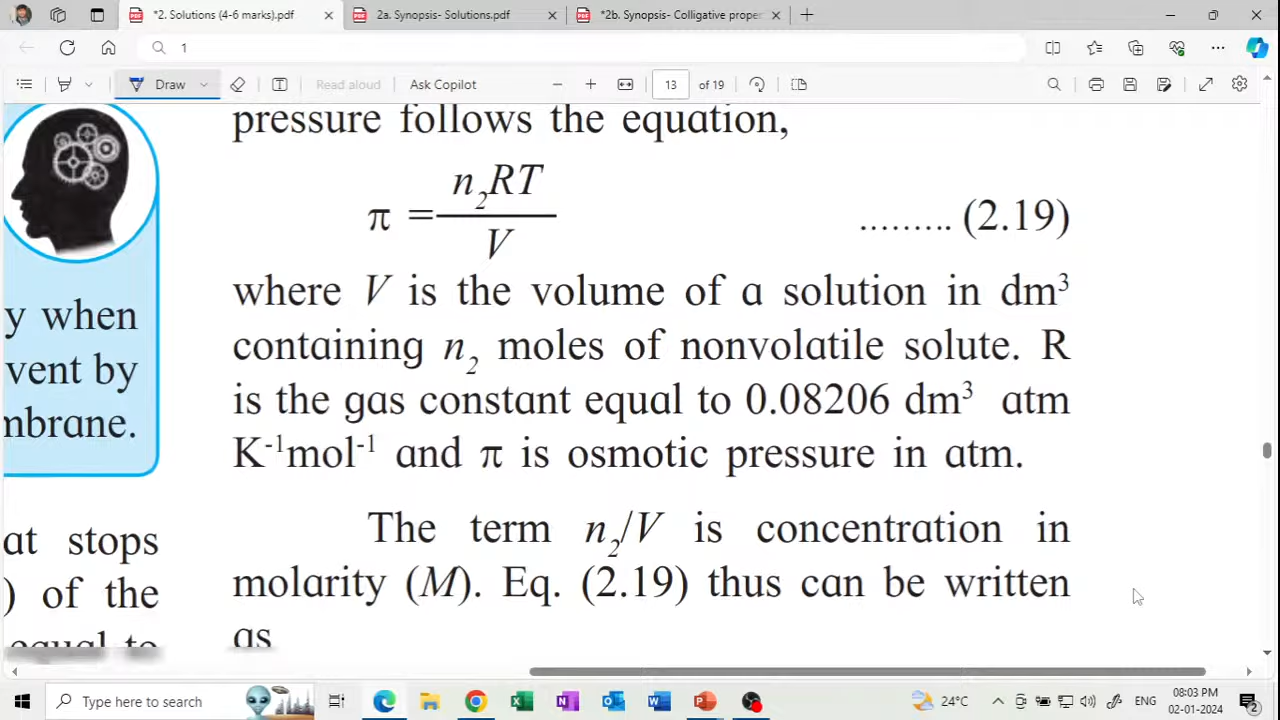 *2. Solutions (4-6 marks).pdf
2a. Synopsis- Solutions.pdf
*2b. Synopsis- Colligative proper
1
Draw
Read aloud
Ask Copilot
13 of 19
y when
vent by
mbrane.
at stops
) of the
equal to
pressure follows the equation,
π = n₂RT / V ......... (2.19)
where V is the volume of a solution in dm³
containing n₂ moles of nonvolatile solute. R
is the gas constant equal to 0.08206 dm³ atm
K⁻¹mol⁻¹ and π is osmotic pressure in atm.
The term n₂/V is concentration in
molarity (M). Eq. (2.19) thus can be written
as
Type here to search
24°C
ENG
08:03 PM
02-01-2024
2